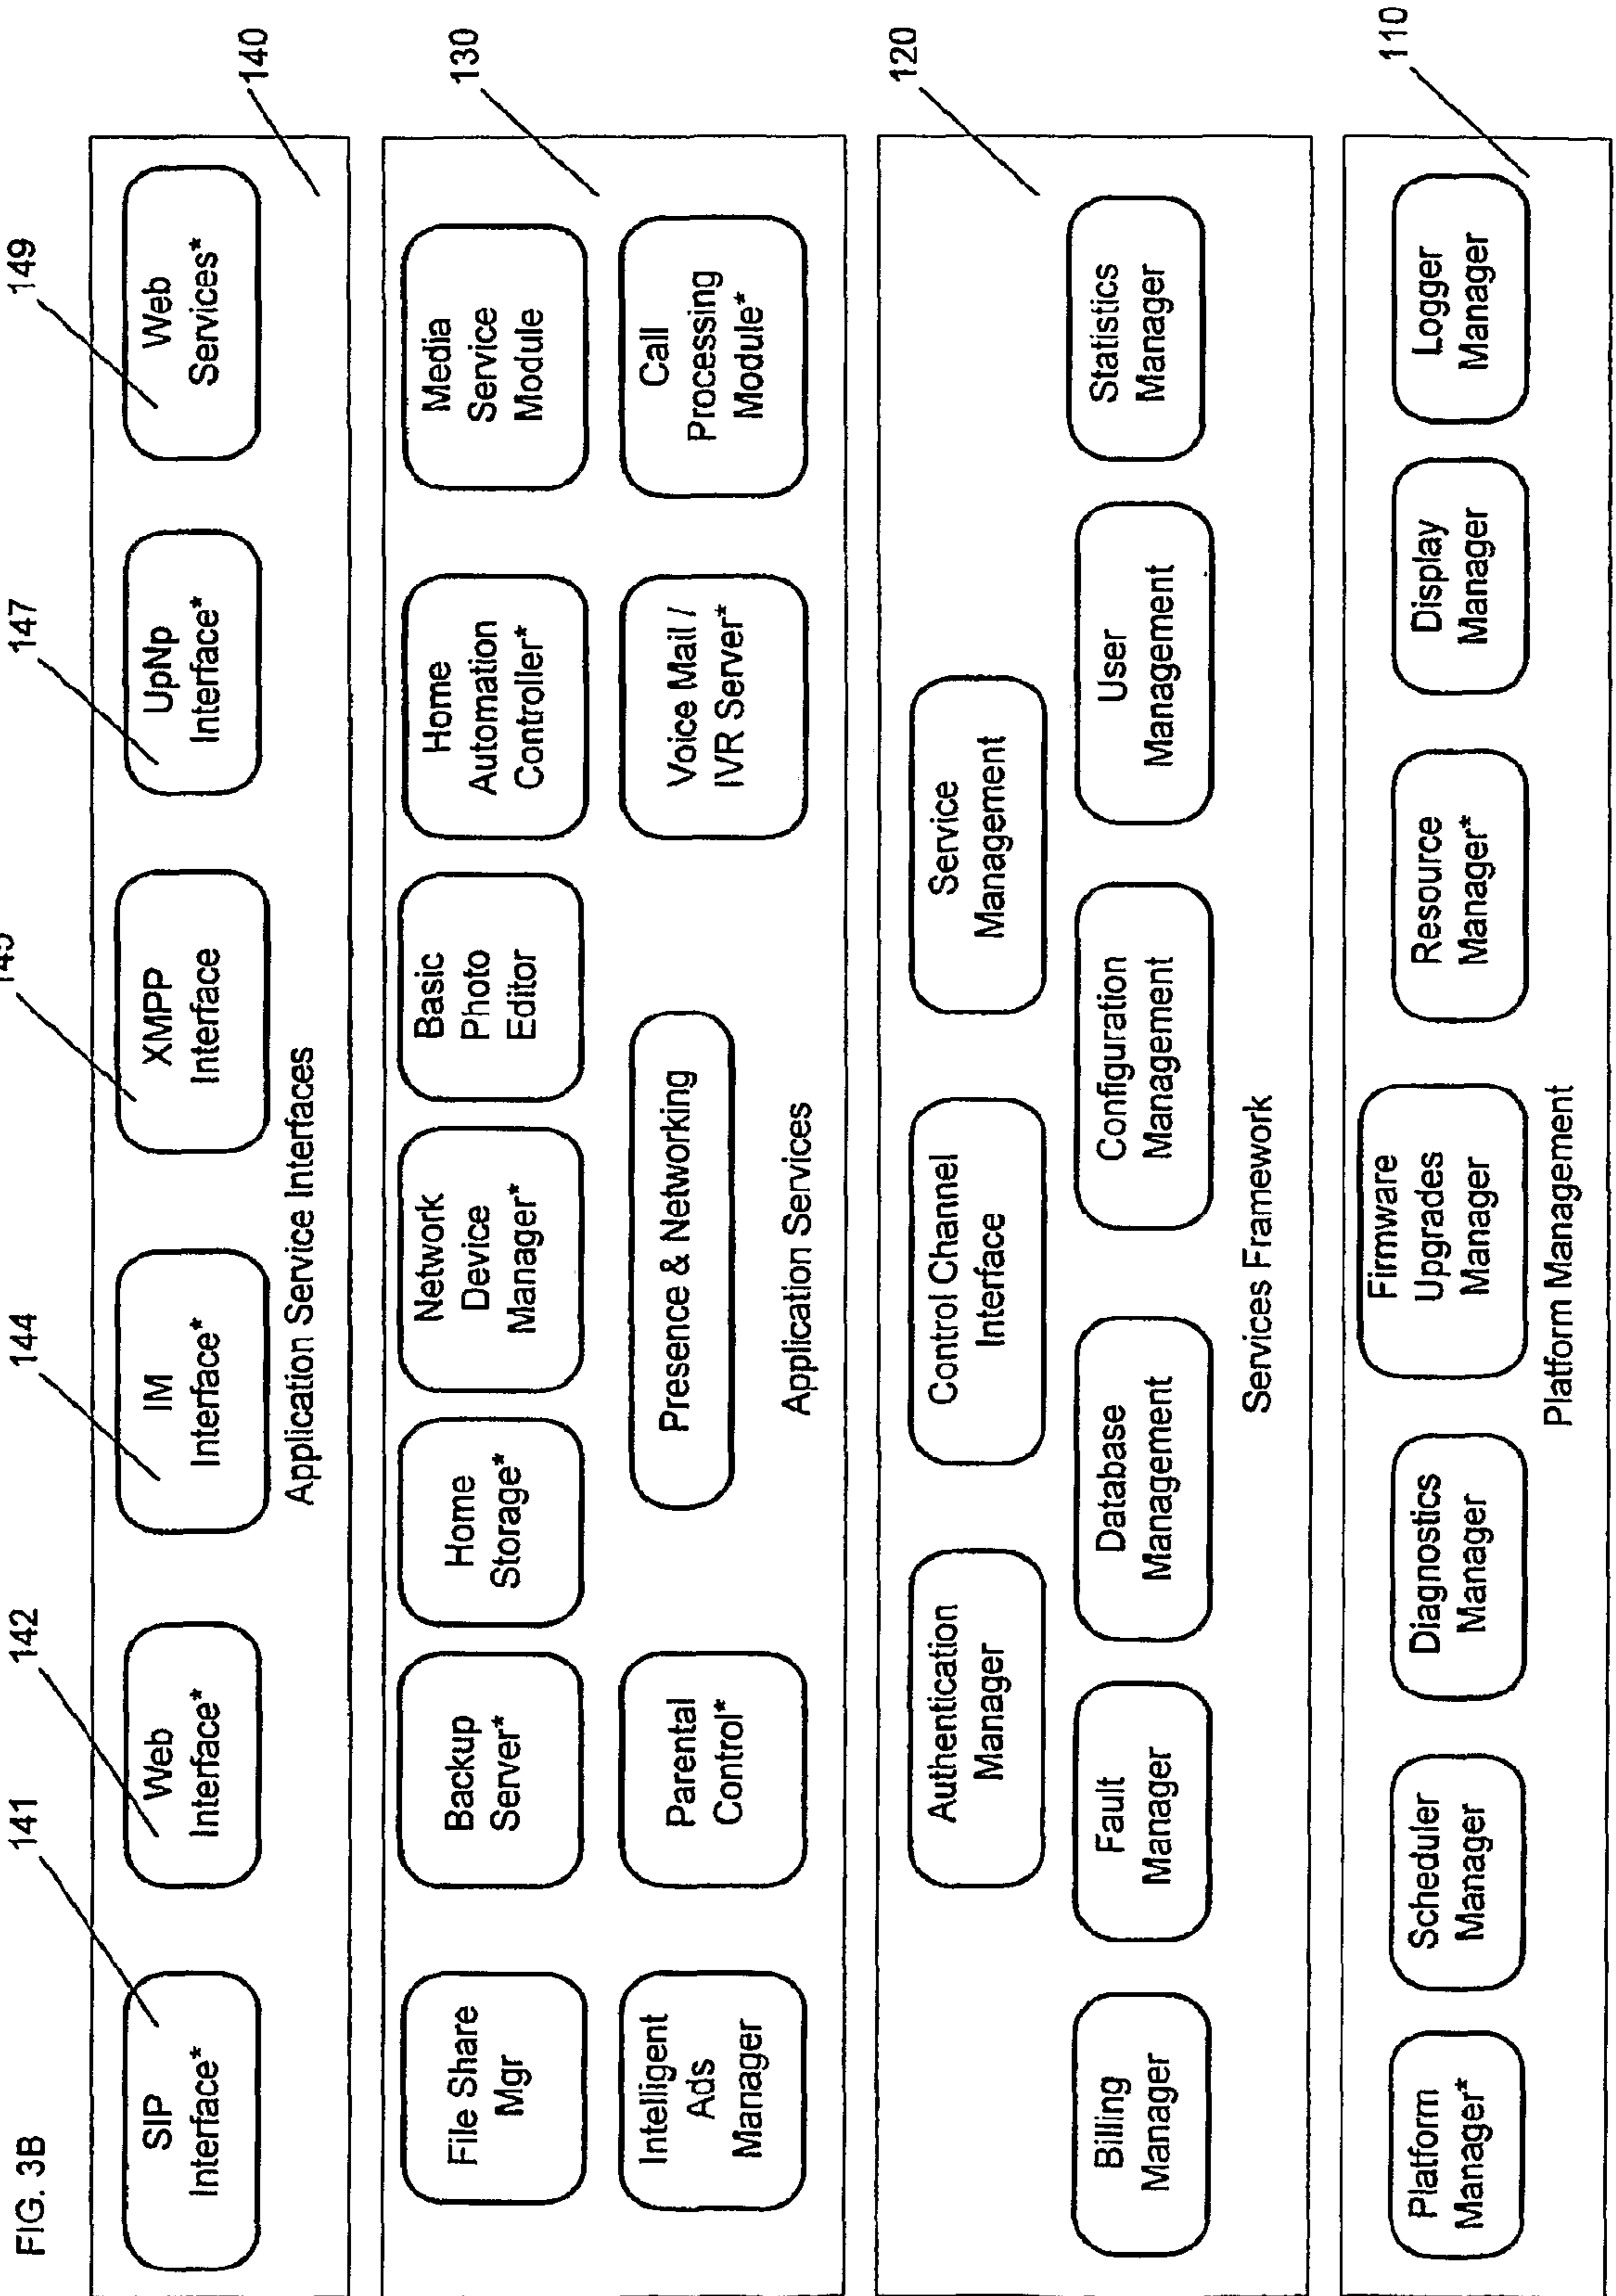 FIG. 3B
141
142
144
147
149
SIP
Interface*
Web
Interface*
IM
Interface*
XMPP
Interface
UpNp
Interface*
Web
Services*
140
Application Service Interfaces
130
File Share
Mgr
Backup
Server*
Home
Storage*
Network
Device
Manager*
Basic
Photo
Editor
Home
Automation
Controller*
Media
Service
Module
Intelligent
Ads
Manager
Parental
Control*
Presence & Networking
Voice Mail /
IVR Server*
Call
Processing
Module*
Application Services
120
Authentication
Manager
Control Channel
Interface
Service
Management
Billing
Manager
Fault
Manager
Database
Management
Configuration
Management
User
Management
Statistics
Manager
Services Framework
110
Platform
Manager*
Scheduler
Manager
Diagnostics
Manager
Firmware
Upgrades
Manager
Resource
Manager*
Display
Manager
Logger
Manager
Platform Management